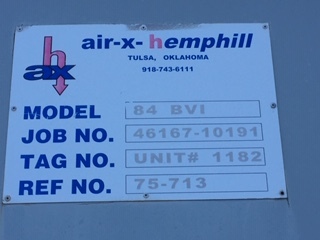 air-x-hemphill
TULSA, OKLAHOMA
918-743-6111
h
ax
MODEL 84 BVI
JOB NO. 46167-10191
TAG NO. UNIT# 1182
REF NO. 75-713